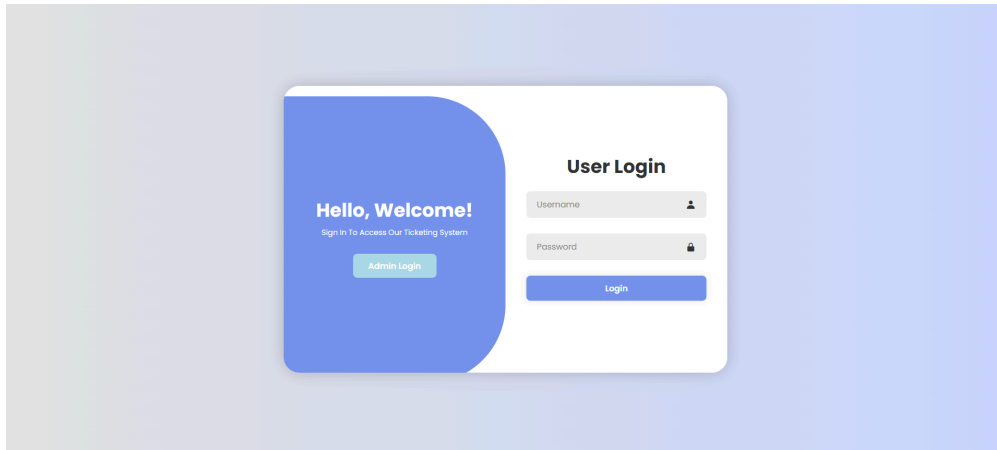 Hello, Welcome!
Sign In To Access Our Ticketing System
Admin Login
User Login
Username
Password
Login